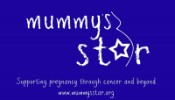 mummys
star
Supporting pregnancy through cancer and beyond
www.mummysstar.org